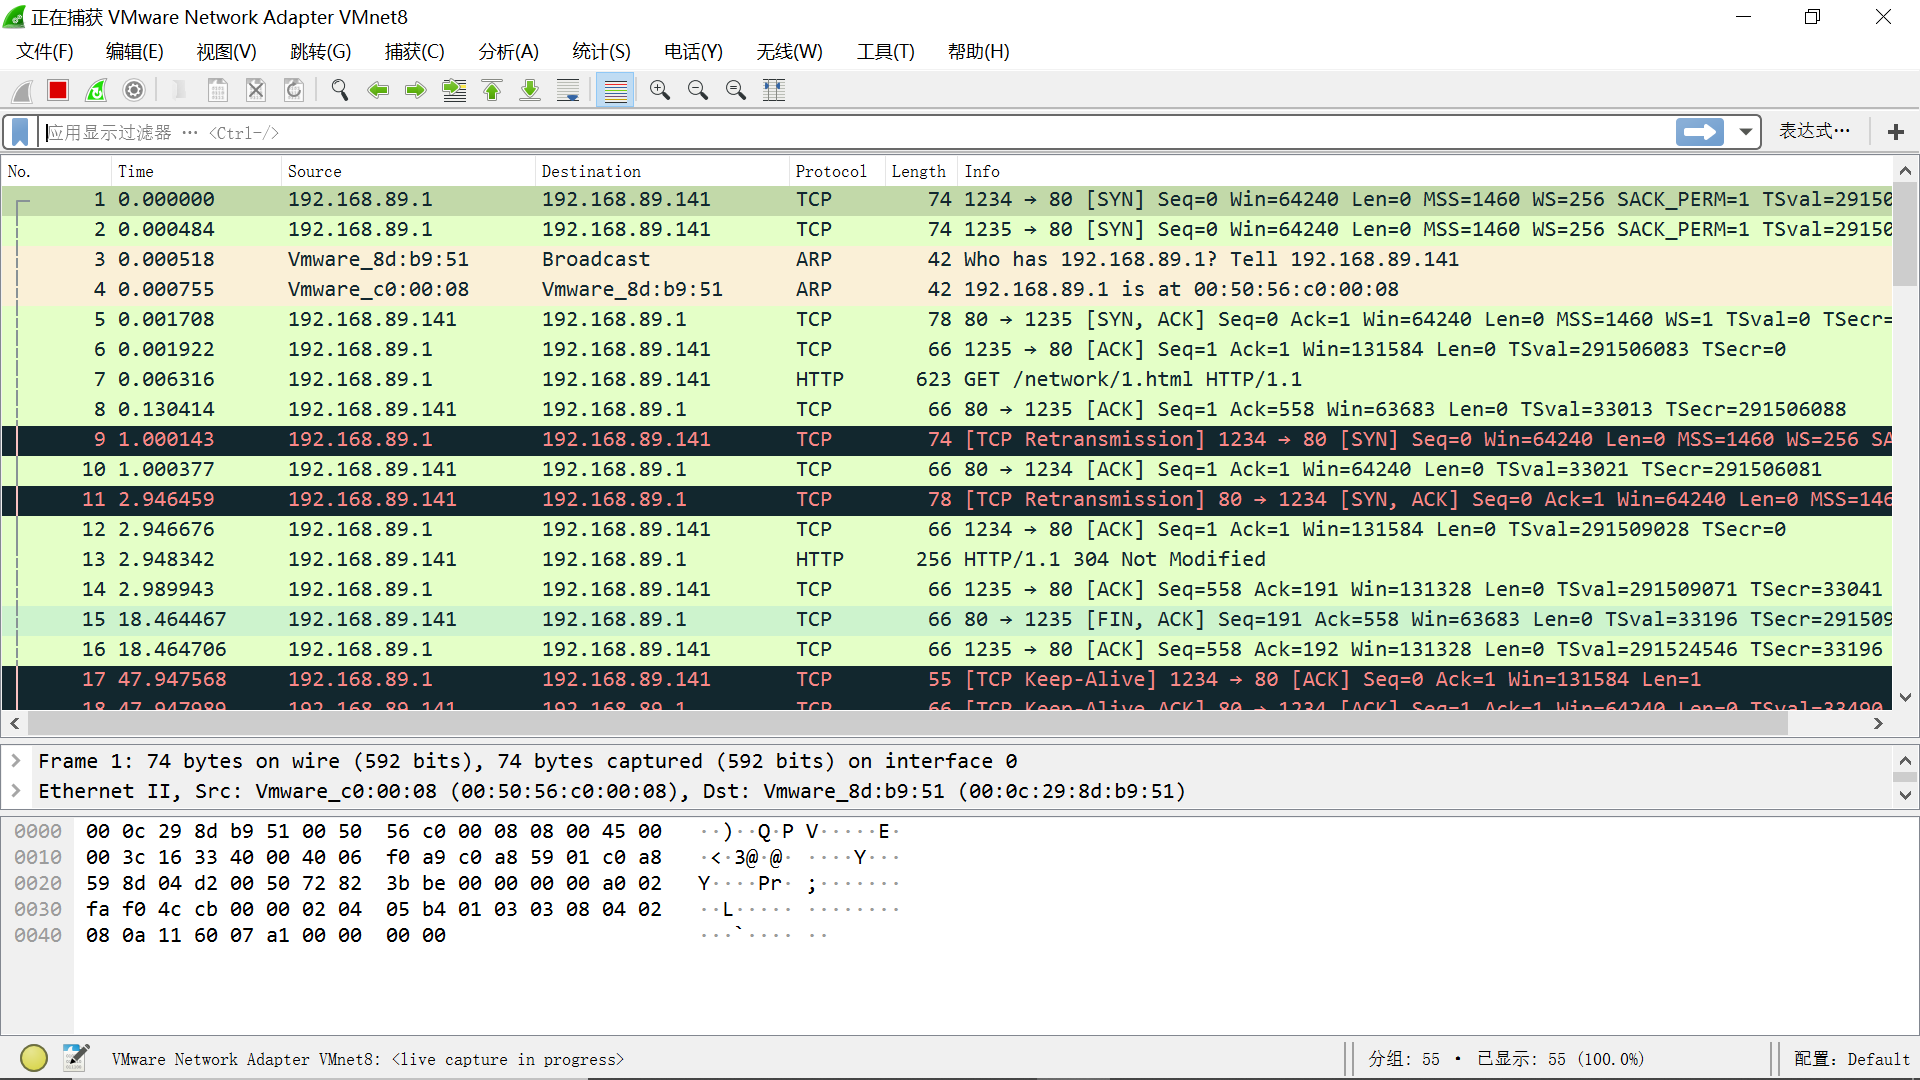 正在捕获 VMware Network Adapter VMnet8
文件(F) 编辑(E) 视图(V) 跳转(G) 捕获(C) 分析(A) 统计(S) 电话(Y) 无线(W) 工具(T) 帮助(H)
应用显示过滤器 ⋯ <Ctrl-/> 表达式⋯ +
No. Time Source Destination Protocol Length Info
1 0.000000 192.168.89.1 192.168.89.141 TCP 74 1234 → 80 [SYN] Seq=0 Win=64240 Len=0 MSS=1460 WS=256 SACK_PERM=1 TSval=29150
2 0.000484 192.168.89.1 192.168.89.141 TCP 74 1235 → 80 [SYN] Seq=0 Win=64240 Len=0 MSS=1460 WS=256 SACK_PERM=1 TSval=29150
3 0.000518 Vmware_8d:b9:51 Broadcast ARP 42 Who has 192.168.89.1? Tell 192.168.89.141
4 0.000755 Vmware_c0:00:08 Vmware_8d:b9:51 ARP 42 192.168.89.1 is at 00:50:56:c0:00:08
5 0.001708 192.168.89.141 192.168.89.1 TCP 78 80 → 1235 [SYN, ACK] Seq=0 Ack=1 Win=64240 Len=0 MSS=1460 WS=1 TSval=0 TSecr=
6 0.001922 192.168.89.1 192.168.89.141 TCP 66 1235 → 80 [ACK] Seq=1 Ack=1 Win=131584 Len=0 TSval=291506083 TSecr=0
7 0.006316 192.168.89.1 192.168.89.141 HTTP 623 GET /network/1.html HTTP/1.1
8 0.130414 192.168.89.141 192.168.89.1 TCP 66 80 → 1235 [ACK] Seq=1 Ack=558 Win=63683 Len=0 TSval=33013 TSecr=291506088
9 1.000143 192.168.89.1 192.168.89.141 TCP 74 [TCP Retransmission] 1234 → 80 [SYN] Seq=0 Win=64240 Len=0 MSS=1460 WS=256 SA
10 1.000377 192.168.89.141 192.168.89.1 TCP 66 80 → 1234 [ACK] Seq=1 Ack=1 Win=64240 Len=0 TSval=33021 TSecr=291506081
11 2.946459 192.168.89.141 192.168.89.1 TCP 78 [TCP Retransmission] 80 → 1234 [SYN, ACK] Seq=0 Ack=1 Win=64240 Len=0 MSS=146
12 2.946676 192.168.89.1 192.168.89.141 TCP 66 1234 → 80 [ACK] Seq=1 Ack=1 Win=131584 Len=0 TSval=291509028 TSecr=0
13 2.948342 192.168.89.141 192.168.89.1 HTTP 256 HTTP/1.1 304 Not Modified
14 2.989943 192.168.89.1 192.168.89.141 TCP 66 1235 → 80 [ACK] Seq=558 Ack=191 Win=131328 Len=0 TSval=291509071 TSecr=33041
15 18.464467 192.168.89.141 192.168.89.1 TCP 66 80 → 1235 [FIN, ACK] Seq=191 Ack=558 Win=63683 Len=0 TSval=33196 TSecr=291509
16 18.464706 192.168.89.1 192.168.89.141 TCP 66 1235 → 80 [ACK] Seq=558 Ack=192 Win=131328 Len=0 TSval=291524546 TSecr=33196
17 47.947568 192.168.89.1 192.168.89.141 TCP 55 [TCP Keep-Alive] 1234 → 80 [ACK] Seq=0 Ack=1 Win=131584 Len=1
18 47.947989 192.168.89.141 192.168.89.1 TCP 66 [TCP Keep-Alive ACK] 80 → 1234 [ACK] Seq=1 Ack=1 Win=64240 Len=0 TSval=33490
Frame 1: 74 bytes on wire (592 bits), 74 bytes captured (592 bits) on interface 0
Ethernet II, Src: Vmware_c0:00:08 (00:50:56:c0:00:08), Dst: Vmware_8d:b9:51 (00:0c:29:8d:b9:51)
0000 00 0c 29 8d b9 51 00 50 56 c0 00 08 08 00 45 00 ··)··Q·P V·····E·
0010 00 3c 16 33 40 00 40 06 f0 a9 c0 a8 59 01 c0 a8 ·<·3@·@· ····Y···
0020 59 8d 04 d2 00 50 72 82 3b be 00 00 00 00 a0 02 Y····Pr· ;·······
0030 fa f0 4c cb 00 00 02 04 05 b4 01 03 03 08 04 02 ··L····· ········
0040 08 0a 11 60 07 a1 00 00 00 00 ···`···· ··
VMware Network Adapter VMnet8: <live capture in progress> 分组: 55 · 已显示: 55 (100.0%) 配置: Default